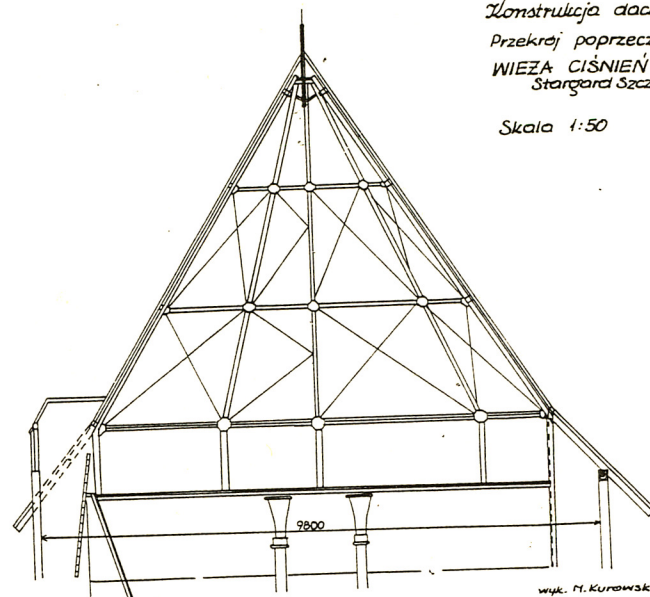 Konstrukcja dac
Przekrój poprzecz
WIEŻA CIŚNIEŃ
Stargard Szcz
Skala 1:50
9800
wyk. M. Kurowsk